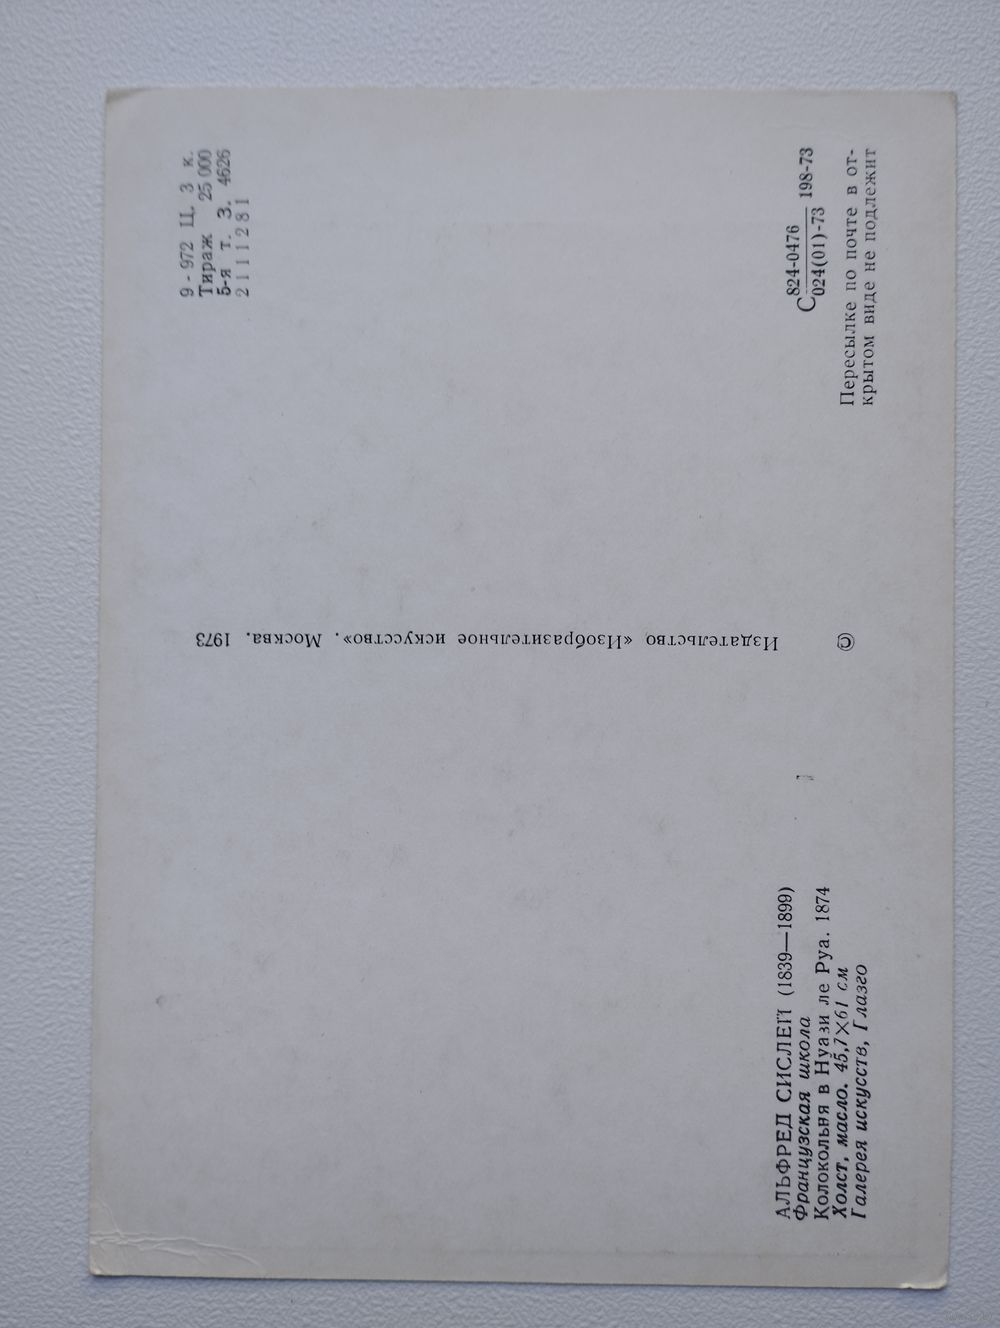 АЛЬФРЕД СИСЛЕЙ (1839—1899)
Французская школа
Колокольня в Нуази ле Руа. 1874
Холст, масло. 45,7×61 см
Галерея искусств, Глазго
©
Издательство «Изобразительное искусство». Москва. 1973
9 - 972 Ц. 3 к.
Тираж 25 000
5-я т. З. 4626
2111281
С 824-0476 198-73
024(01)-73
Пересылке по почте в от-
крытом виде не подлежит